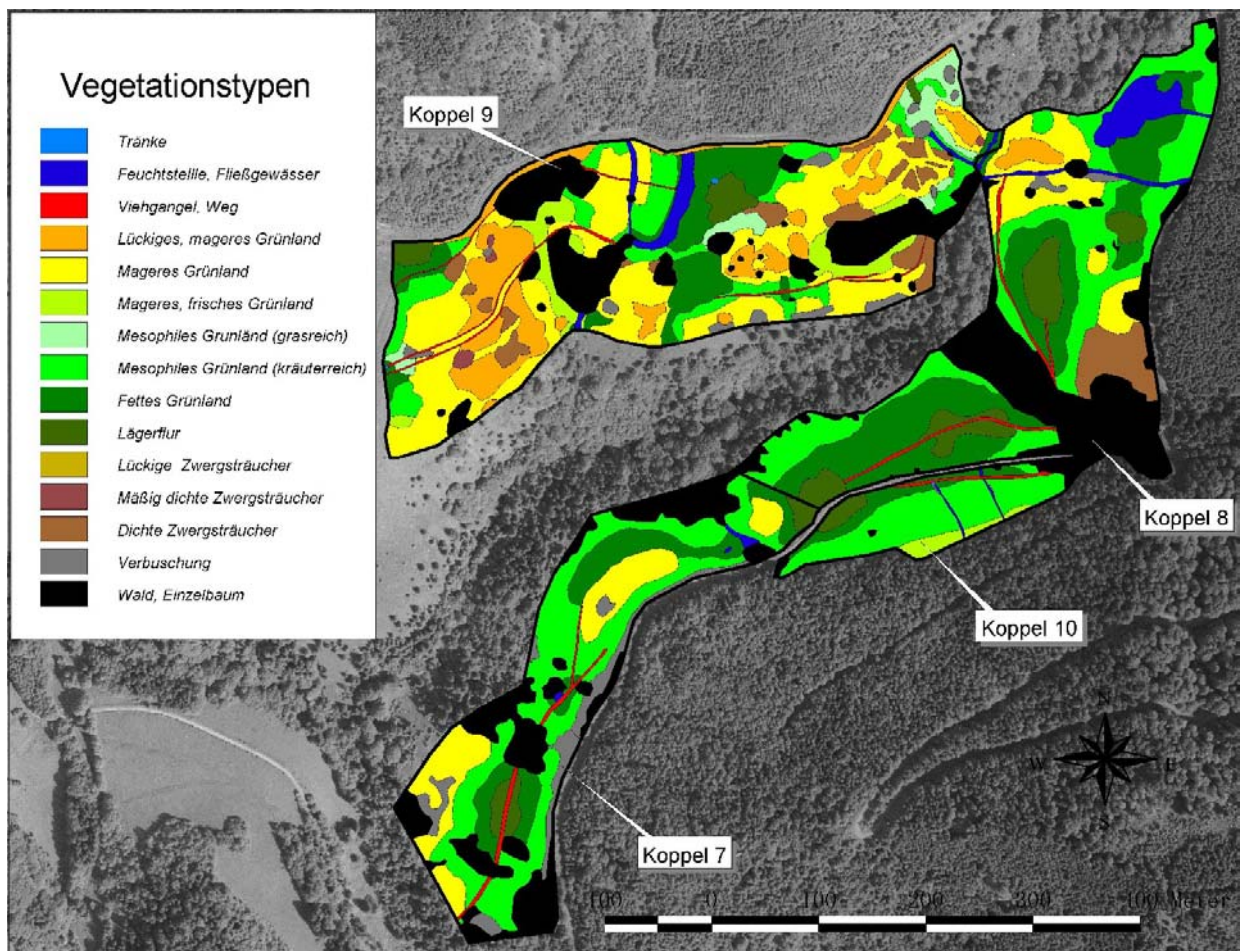 Vegetationstypen
Tränke
Feuchtstellle, Fließgewässer
Viehgangel, Weg
Lückiges, mageres Grünland
Mageres Grünland
Mageres, frisches Grünland
Mesophiles Grunländ (grasreich)
Mesophiles Grünland (kräuterreich)
Fettes Grünland
Lägerflur
Lückige Zwergsträucher
Mäßig dichte Zwergsträucher
Dichte Zwergsträucher
Verbuschung
Wald, Einzelbaum
Koppel 9
Koppel 8
Koppel 10
Koppel 7
N
W E
S
100 0 100 200 300 400 Meter